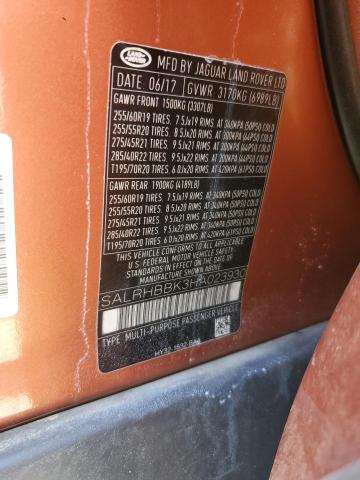 LAND ROVER
MFD BY JAGUAR LAND ROVER LTD
DATE 06/17 GVWR 3170KG (6989LB)
GAWR FRONT 1500KG (3307LB)
255/60R19 TIRES 7.5Jx19 RIMS AT 340KPA (50PSI) COLD
255/55R20 TIRES 8.5Jx20 RIMS AT 300KPA (44PSI) COLD
275/45R21 TIRES 9.5Jx21 RIMS AT 340KPA (50PSI) COLD
285/40R22 TIRES 9.5Jx22 RIMS AT 300KPA (44PSI) COLD
T195/70R20 TIRES 6.0Jx20 RIMS AT 420KPA (61PSI) COLD
GAWR REAR 1900KG (4189LB)
255/60R19 TIRES 7.5Jx19 RIMS AT 340KPA (50PSI) COLD
255/55R20 TIRES 8.5Jx20 RIMS AT 340KPA (50PSI) COLD
275/45R21 TIRES 9.5Jx21 RIMS AT 340KPA (50PSI) COLD
285/40R22 TIRES 9.5Jx22 RIMS AT 340KPA (50PSI) COLD
T195/70R20 TIRES 6.0Jx20 RIMS AT 420KPA (61PSI) COLD
THIS VEHICLE CONFORMS TO ALL APPLICABLE
U.S. FEDERAL MOTOR VEHICLE SAFETY AND THEFT
PREVENTION STANDARDS IN EFFECT ON THE DATE
OF MANUFACTURE SHOWN ABOVE
SALRHBBK3HA023930
TYPE: MULTI-PURPOSE PASSENGER VEHICLE